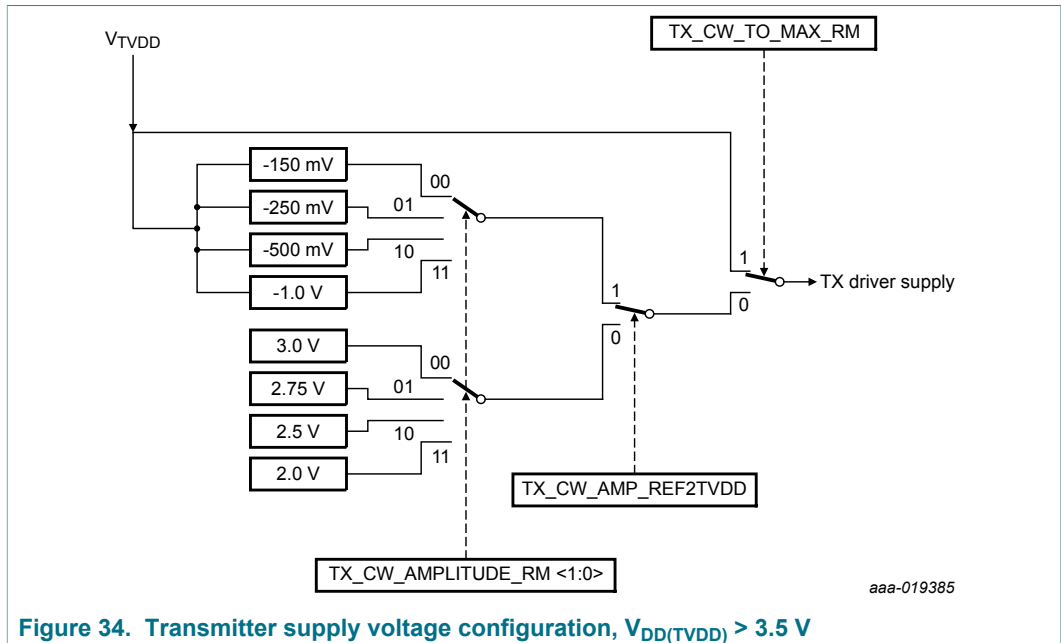 TX_CW_TO_MAX_RM
VTVDD
-150 mV
00
-250 mV
01
-500 mV
10
11
-1.0 V
1
0
TX driver supply
1
0
3.0 V
00
2.75 V
01
2.5 V
10
11
2.0 V
TX_CW_AMP_REF2TVDD
TX_CW_AMPLITUDE_RM <1:0>
aaa-019385
Figure 34. Transmitter supply voltage configuration, VDD(TVDD) > 3.5 V